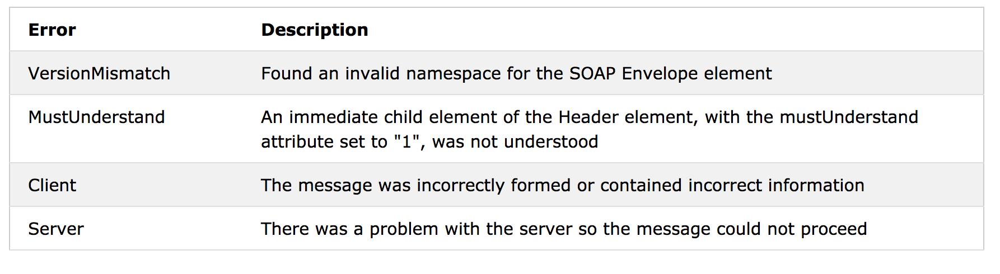 Error Description
VersionMismatch Found an invalid namespace for the SOAP Envelope element
MustUnderstand An immediate child element of the Header element, with the mustUnderstand
attribute set to "1", was not understood
Client The message was incorrectly formed or contained incorrect information
Server There was a problem with the server so the message could not proceed